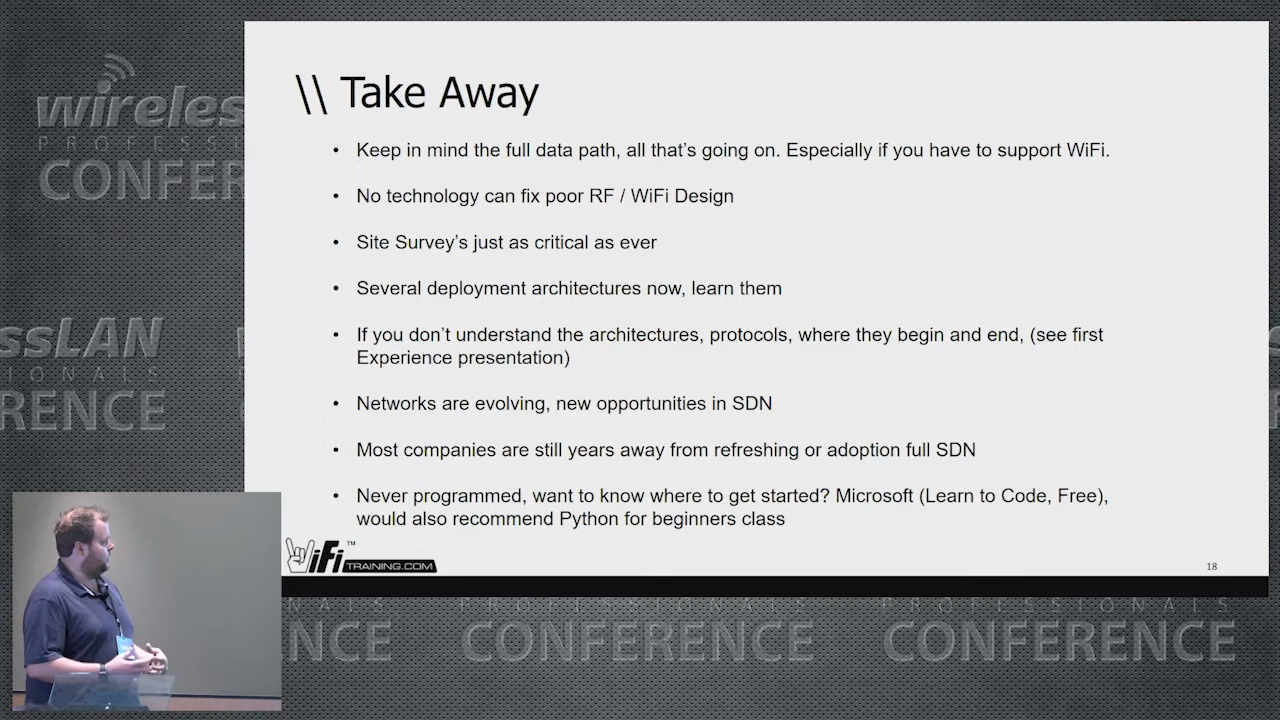 wireles
PROFESSI
CONFER
\\ Take Away
• Keep in mind the full data path, all that's going on. Especially if you have to support WiFi.
• No technology can fix poor RF / WiFi Design
• Site Survey's just as critical as ever
• Several deployment architectures now, learn them
ssLAN
IONALS
RENCE
• If you don't understand the architectures, protocols, where they begin and end, (see first
Experience presentation)
• Networks are evolving, new opportunities in SDN
• Most companies are still years away from refreshing or adoption full SDN
• Never programmed, want to know where to get started? Microsoft (Learn to Code, Free),
would also recommend Python for beginners class
iFi™
TRAINING.COM
18
NALS PROFESSIONALS PROFESSIONALS
NCE CONFERENCE CONFERENCE